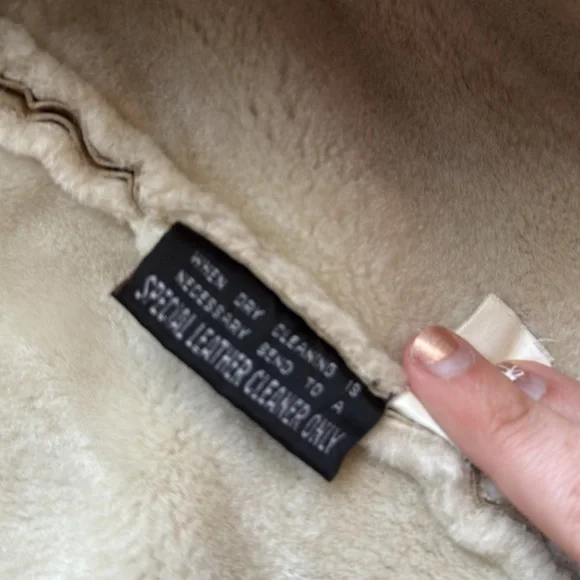 WHEN DRY CLEANING IS
NECESSARY SEND TO A
SPECIAL LEATHER CLEANER ONLY